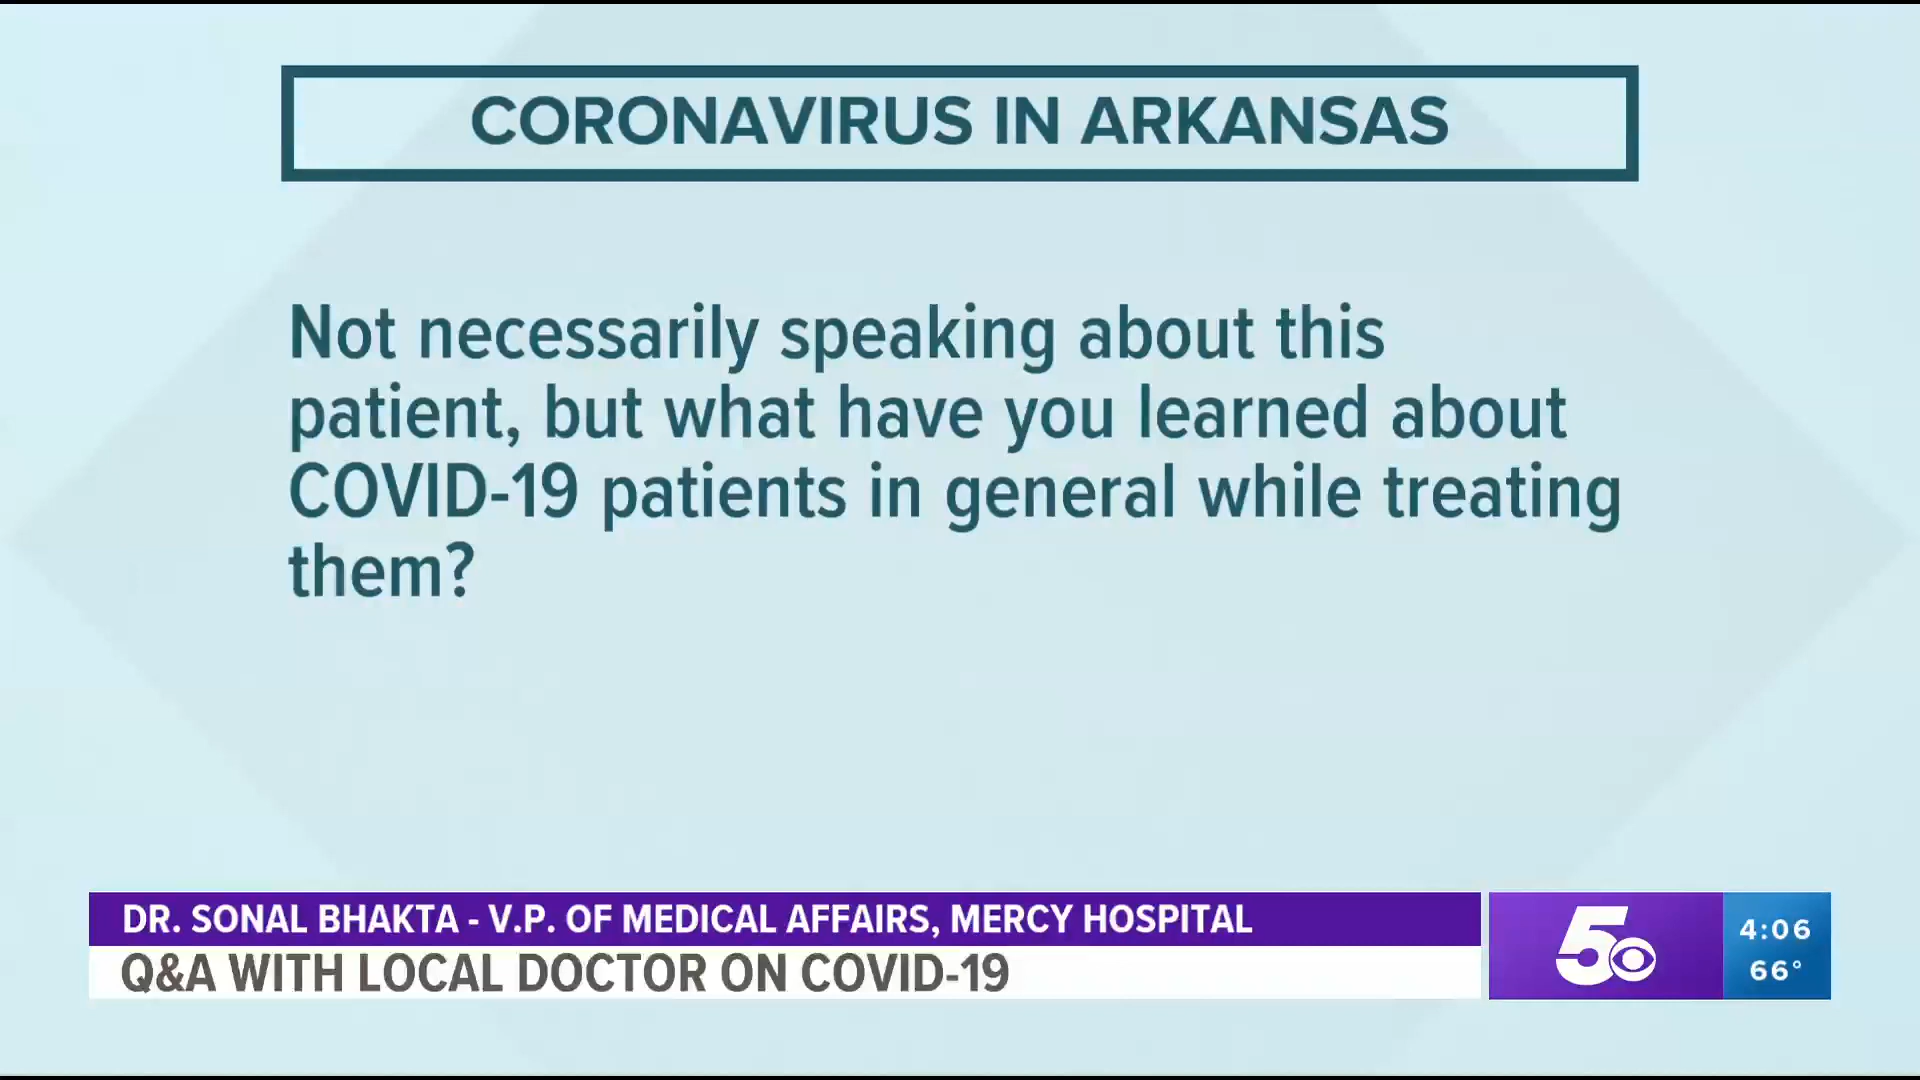 CORONAVIRUS IN ARKANSAS
Not necessarily speaking about this
patient, but what have you learned about
COVID-19 patients in general while treating
them?
DR. SONAL BHAKTA - V.P. OF MEDICAL AFFAIRS, MERCY HOSPITAL
Q&A WITH LOCAL DOCTOR ON COVID-19
5
4:06
66°